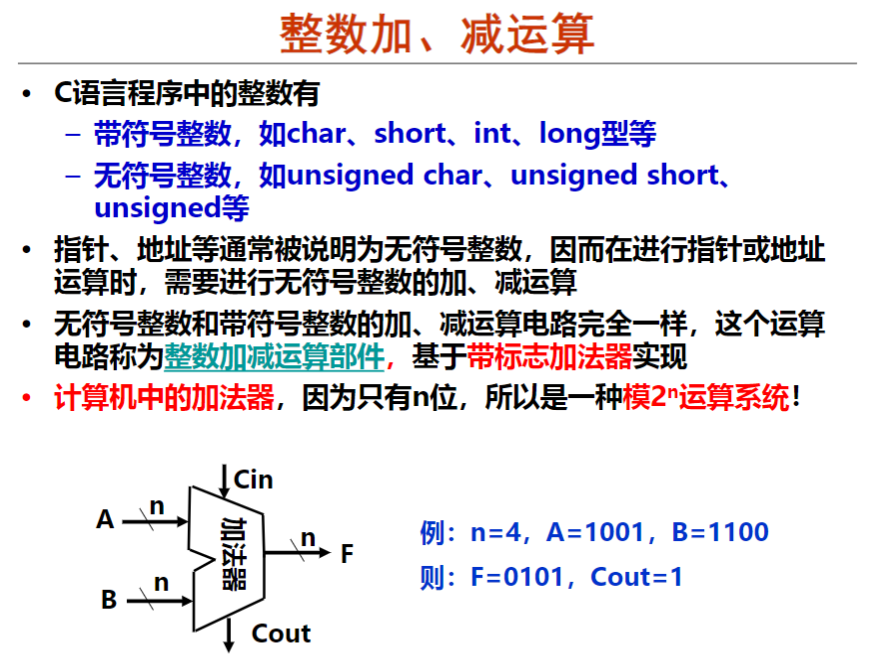 整数加、减运算
• C语言程序中的整数有
– 带符号整数，如char、short、int、long型等
– 无符号整数，如unsigned char、unsigned short、
unsigned等
• 指针、地址等通常被说明为无符号整数，因而在进行指针或地址
运算时，需要进行无符号整数的加、减运算
• 无符号整数和带符号整数的加、减运算电路完全一样，这个运算
电路称为整数加减运算部件，基于带标志加法器实现
• 计算机中的加法器，因为只有n位，所以是一种模2ⁿ运算系统！
Cin
A
n
加法器
n
F
B
n
Cout
例：n=4，A=1001，B=1100
则：F=0101，Cout=1